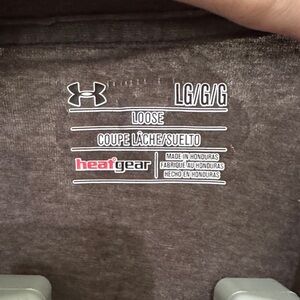 LG/G/G
LOOSE
COUPE LÂCHE/SUELTO
heatgear
MADE IN HONDURAS
FABRIQUÉ AU HONDURAS
HECHO EN HONDURAS